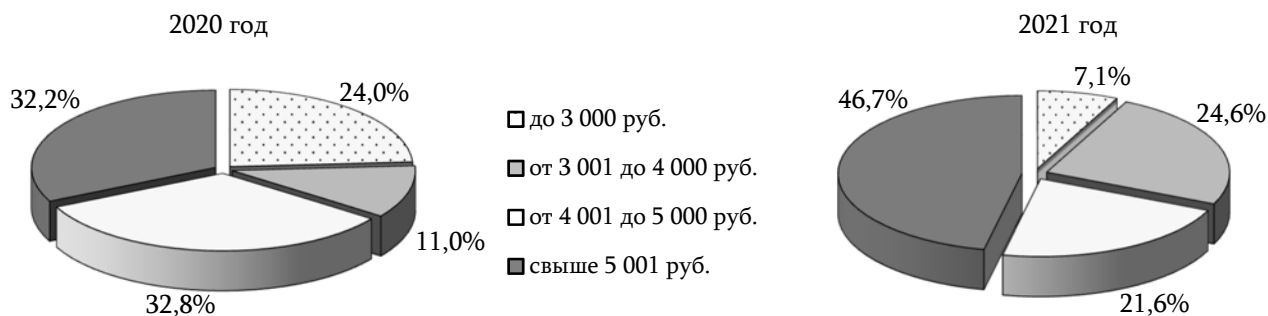 2020 год
32,2%
24,0%
11,0%
32,8%
до 3 000 руб.
от 3 001 до 4 000 руб.
от 4 001 до 5 000 руб.
свыше 5 001 руб.
2021 год
7,1%
46,7%
24,6%
21,6%